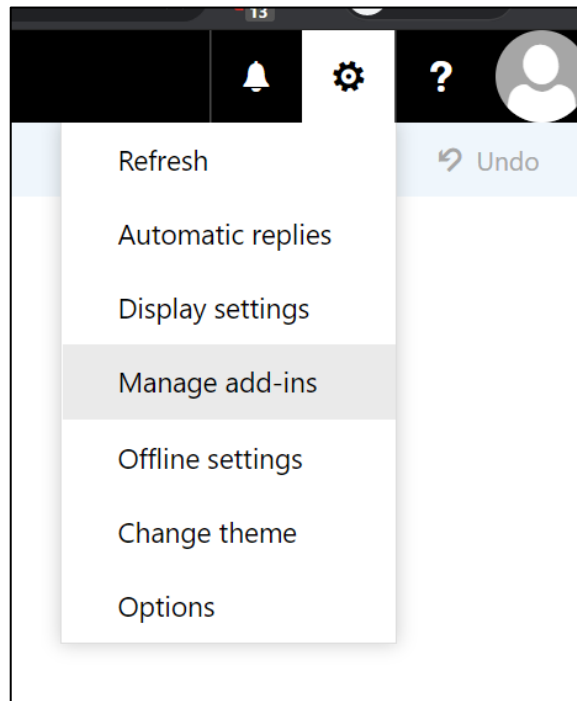 13
?
Refresh
Undo
Automatic replies
Display settings
Manage add-ins
Offline settings
Change theme
Options